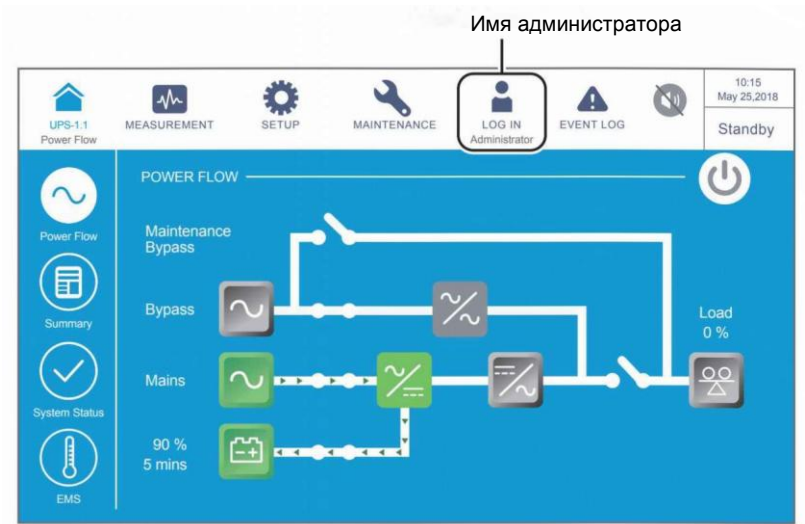 Имя администратора
UPS-1.1
Power Flow
MEASUREMENT
SETUP
MAINTENANCE
LOG IN
Administrator
EVENT LOG
10:15
May 25,2018
Standby
POWER FLOW
Power Flow
Summary
System Status
EMS
Maintenance
Bypass
Bypass
Mains
90 %
5 mins
Load
0 %